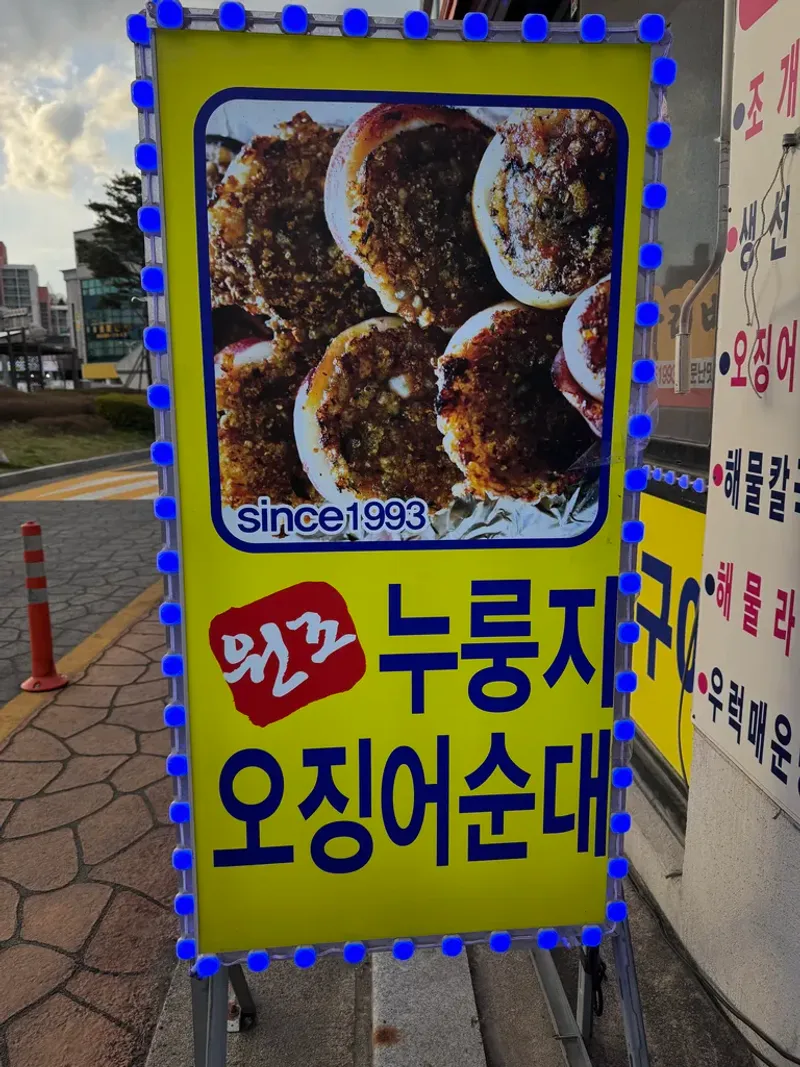 since1993
원조 누룽지
오징어순대
조개
생선
오징어
해물칼
해물라
우럭매운
구